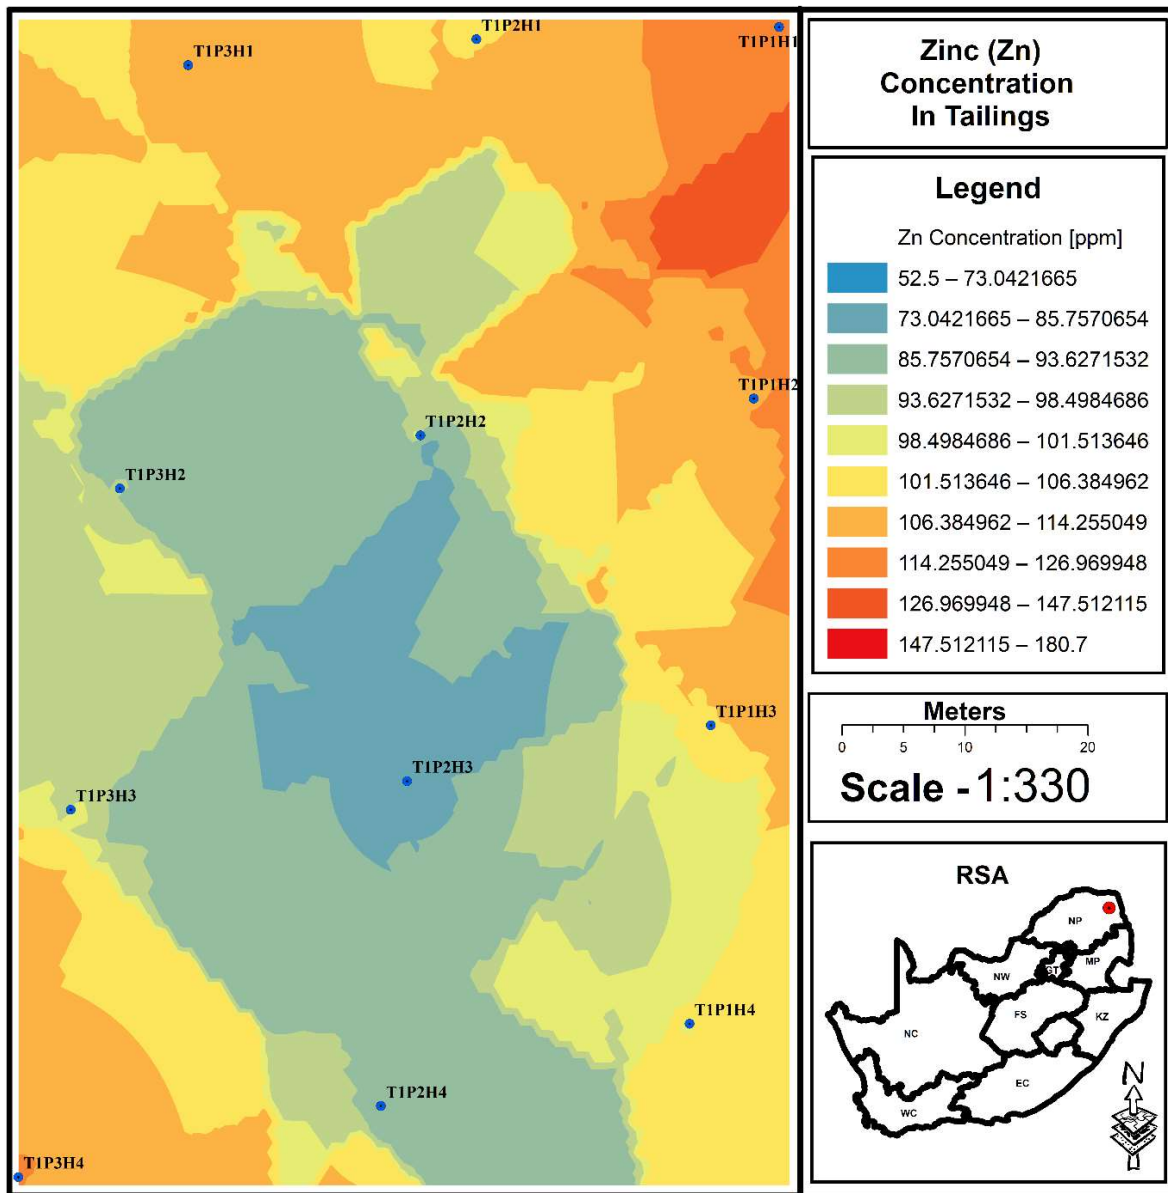 T1P3H1
T1P2H1
T1P1H1
T1P1H2
T1P2H2
T1P3H2
T1P1H3
T1P2H3
T1P3H3
T1P1H4
T1P2H4
T1P3H4
Zinc (Zn)
Concentration
In Tailings
Legend
Zn Concentration [ppm]
52.5 – 73.0421665
73.0421665 – 85.7570654
85.7570654 – 93.6271532
93.6271532 – 98.4984686
98.4984686 – 101.513646
101.513646 – 106.384962
106.384962 – 114.255049
114.255049 – 126.969948
126.969948 – 147.512115
147.512115 – 180.7
Meters
0 5 10 20
Scale - 1:330
RSA
NP
NW
GT
MP
FS
KZ
NC
EC
WC
N